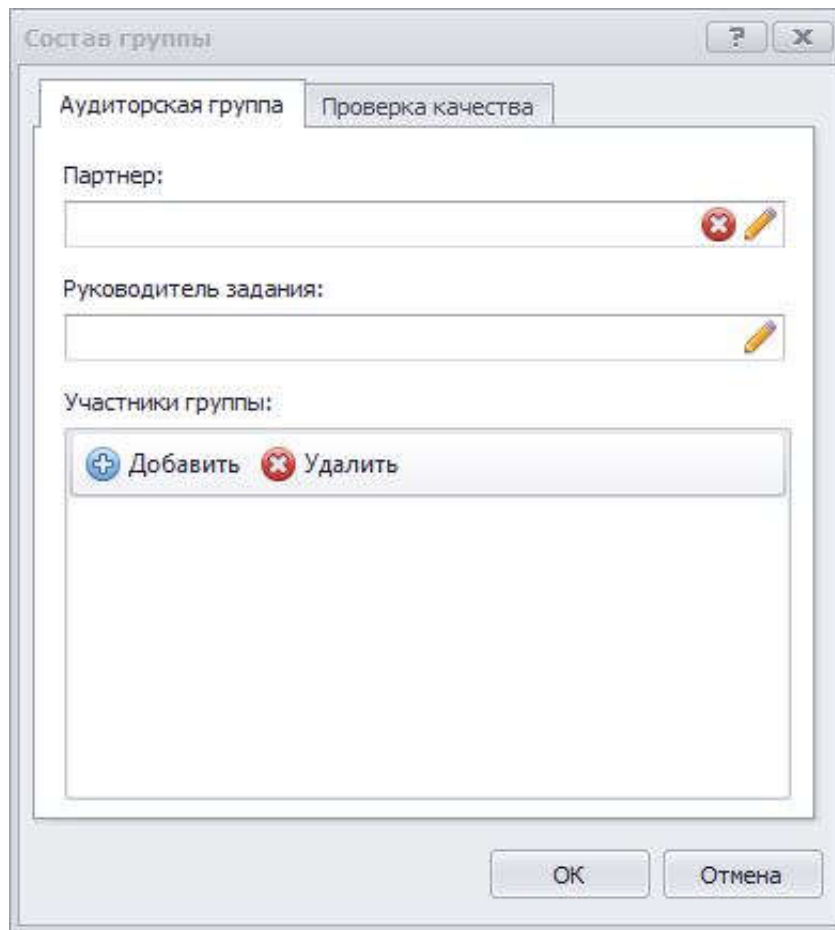 Состав группы
Аудиторская группа Проверка качества
Партнер:
Руководитель задания:
Участники группы:
Добавить Удалить
ОК Отмена